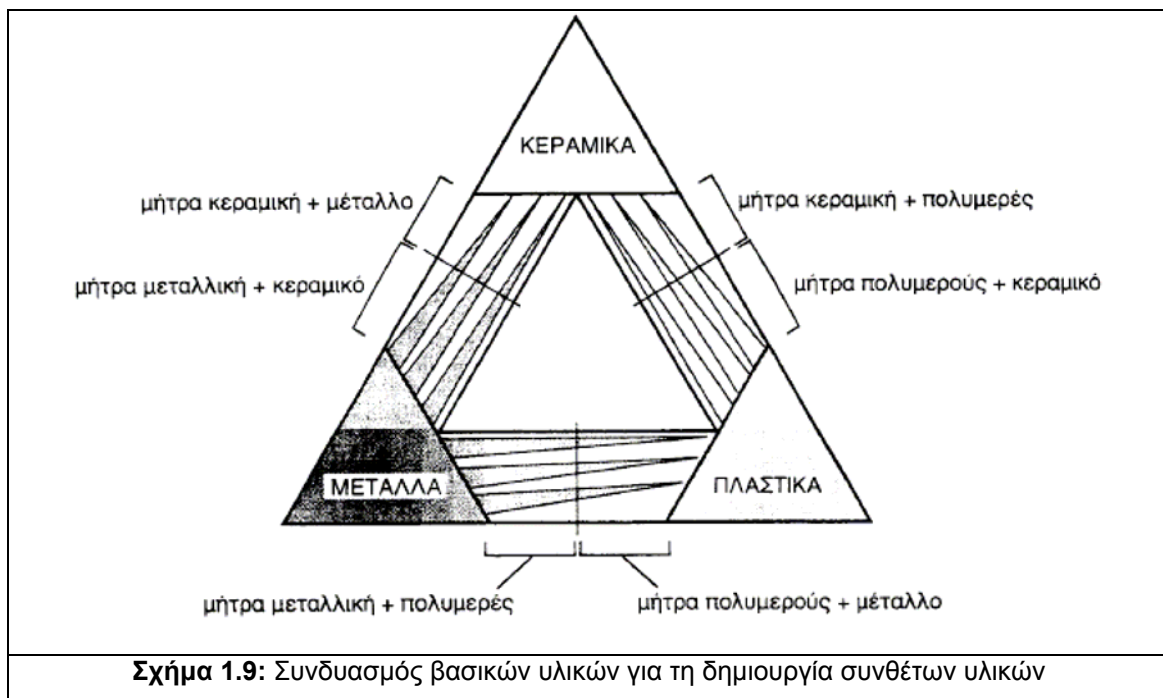 ΚΕΡΑΜΙΚΑ
μήτρα κεραμική + μέταλλο
μήτρα κεραμική + πολυμερές
μήτρα μεταλλική + κεραμικό
μήτρα πολυμερούς + κεραμικό
ΜΕΤΑΛΛΑ
ΠΛΑΣΤΙΚΑ
μήτρα μεταλλική + πολυμερές
μήτρα πολυμερούς + μέταλλο
Σχήμα 1.9: Συνδυασμός βασικών υλικών για τη δημιουργία συνθέτων υλικών